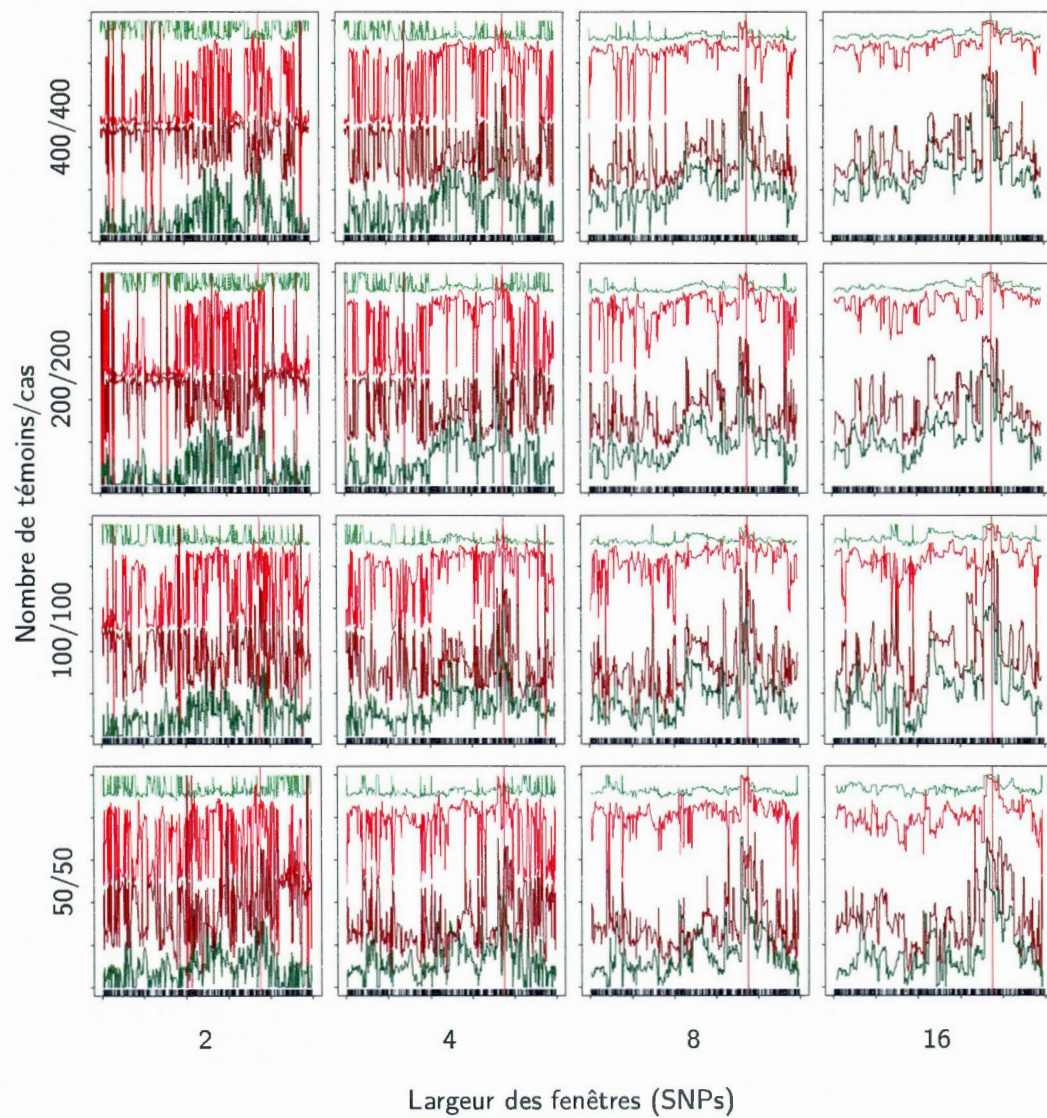 Nombre de témoins/cas
400/400
200/200
100/100
50/50
2 4 8 16
Largeur des fenêtres (SNPs)